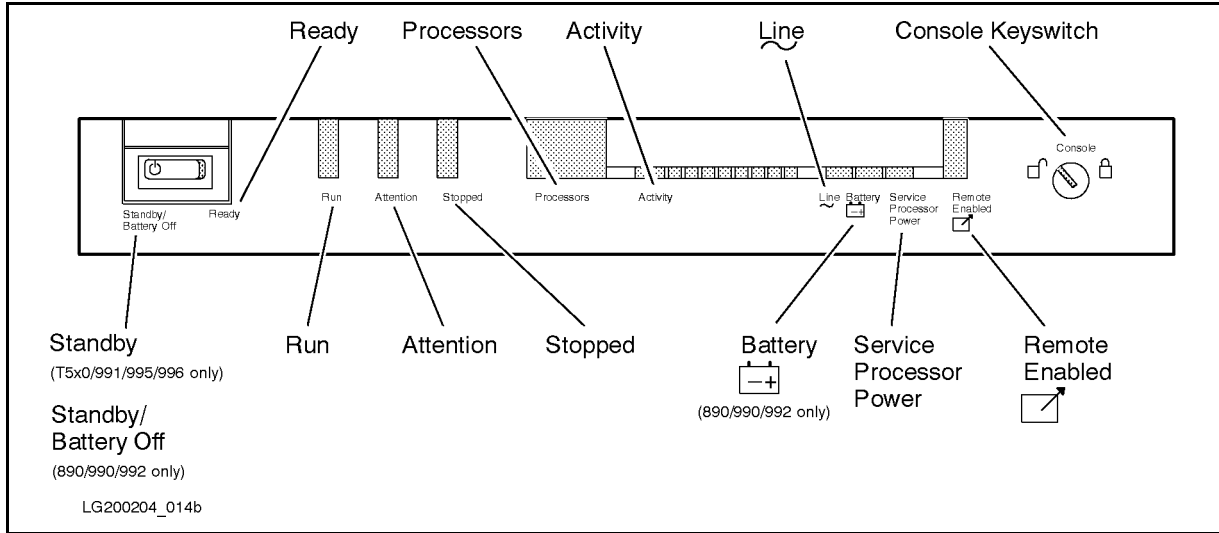 Ready
Processors
Activity
Line
Console Keyswitch
Console
Run
Attention
Stopped
Processors
Activity
Line
Battery
Service
Processor
Power
Remote
Enabled
Standby/
Battery Off
Ready
Standby
(T5x0/991/995/996 only)
Standby/
Battery Off
(890/990/992 only)
Run
Attention
Stopped
Battery
(890/990/992 only)
Service
Processor
Power
Remote
Enabled
LG200204_014b